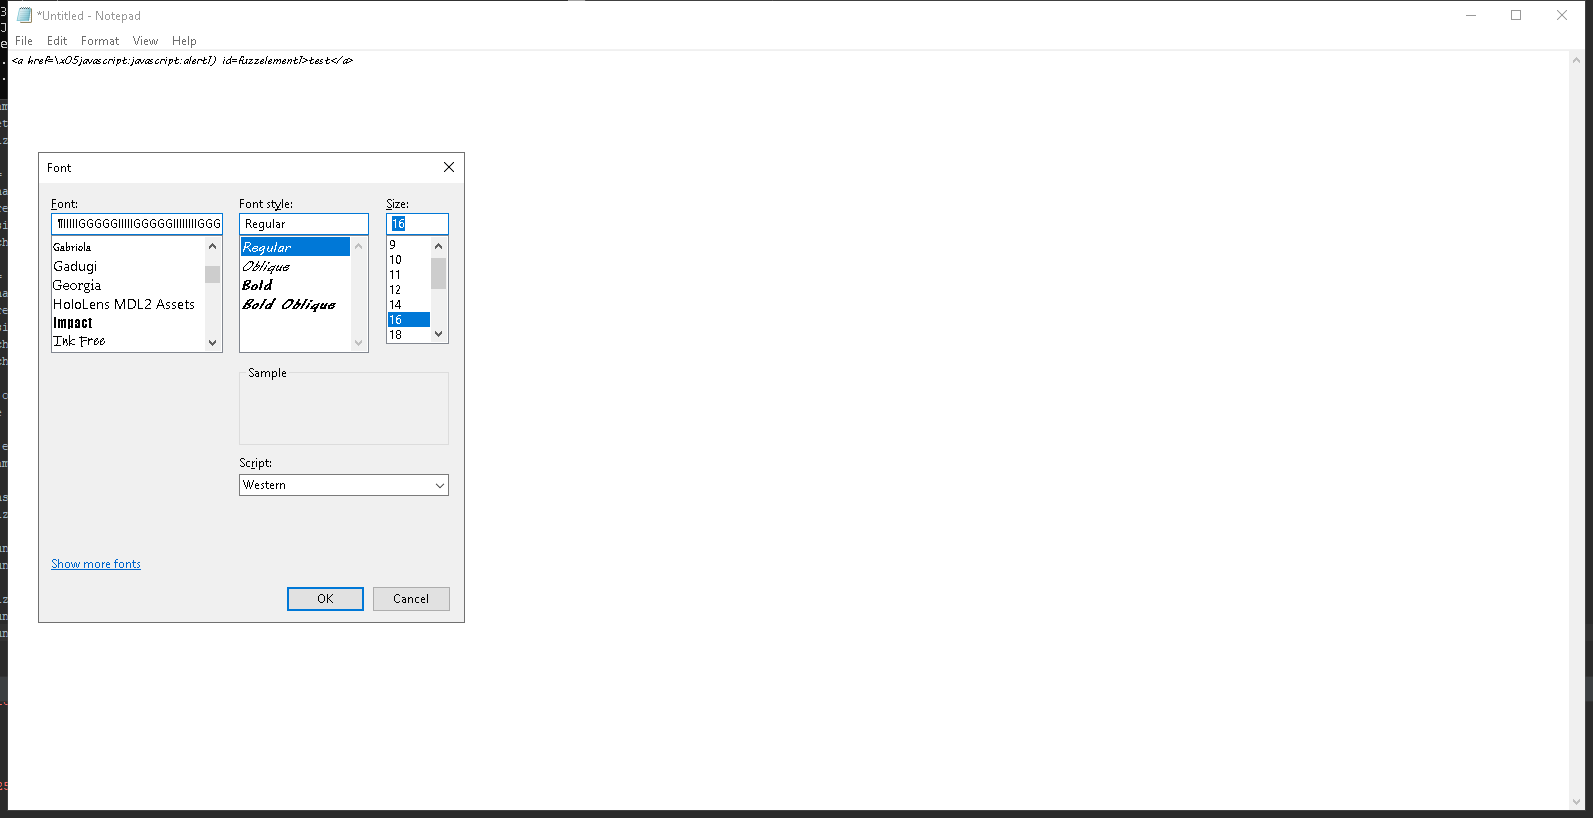 *Untitled - Notepad
File Edit Format View Help
<a href=\x05javascript:javascript:alert1) id=fuzzelement1>test</a>
Font
Font:
Font style:
Size:
Regular
16
Gabriola
Gadugi
Georgia
HoloLens MDL2 Assets
Impact
Ink Free
Regular
Oblique
Bold
Bold Oblique
9
10
11
12
14
16
18
Sample
Script:
Western
Show more fonts
OK
Cancel